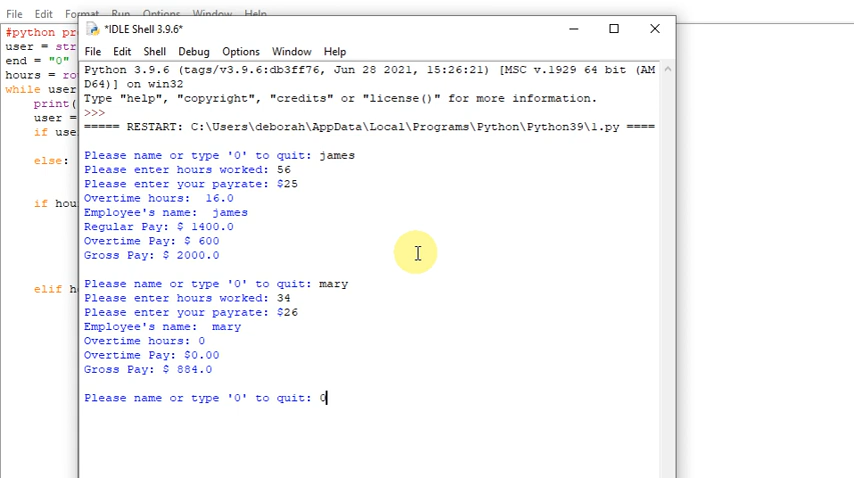 File Edit Format Run Options Window Help
*IDLE Shell 3.9.6*
File Edit Shell Debug Options Window Help
#python
user =
end = "0"
hours =
while user
print(
user =
if
else:
if
elif
Python 3.9.6 (tags/v3.9.6:db3ff76, Jun 28 2021, 15:26:21) [MSC v.1929 64 bit (AM
D64)] on win32
Type "help", "copyright", "credits" or "license()" for more information.
>>>
===== RESTART: C:\Users\deborah\AppData\Local\Programs\Python\Python39\1.py ====
Please name or type '0' to quit: james
Please enter hours worked: 56
Please enter your payrate: $25
Overtime hours:  16.0
Employee's name:  james
Regular Pay: $ 1400.0
Overtime Pay: $ 600
Gross Pay: $ 2000.0
Please name or type '0' to quit: mary
Please enter hours worked: 34
Please enter your payrate: $26
Employee's name:  mary
Overtime hours: 0
Overtime Pay: $0.00
Gross Pay: $ 884.0
Please name or type '0' to quit: 0